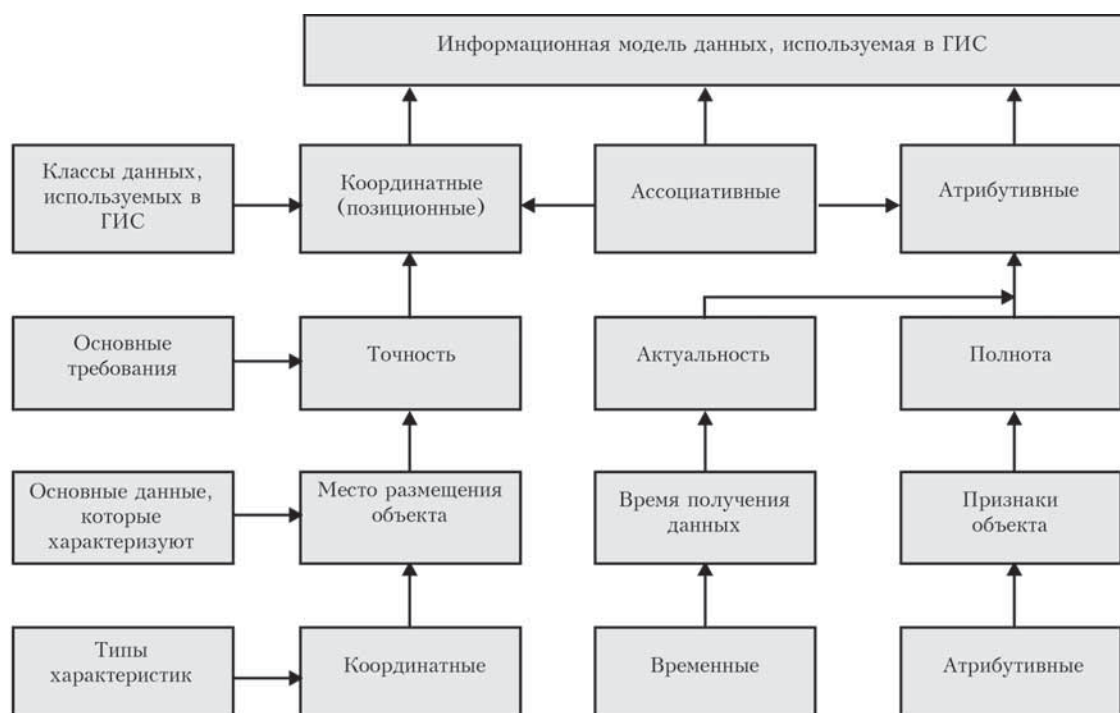 Информационная модель данных, используемая в ГИС
Классы данных,
используемых в
ГИС
Координатные
(позиционные)
Ассоциативные
Атрибутивные
Основные
требования
Точность
Актуальность
Полнота
Основные данные,
которые
характеризуют
Место размещения
объекта
Время получения
данных
Признаки
объекта
Типы
характеристик
Координатные
Временные
Атрибутивные